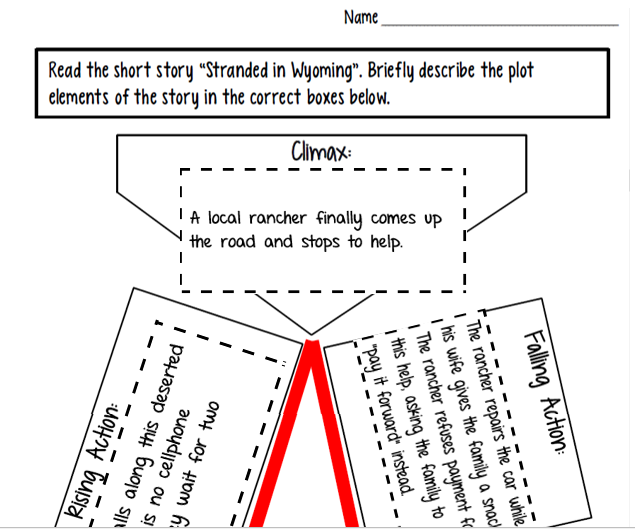 Name
Read the short story “Stranded in Wyoming”. Briefly describe the plot
elements of the story in the correct boxes below.
Climax:
A local rancher finally comes up
the road and stops to help.
Rising Action:
along this deserted
is no cellphone
wait for two
Falling Action:
The rancher repairs the car while
his wife gives the family a
The rancher refuses payment
this help, asking the family to
"pay it forward" instead.